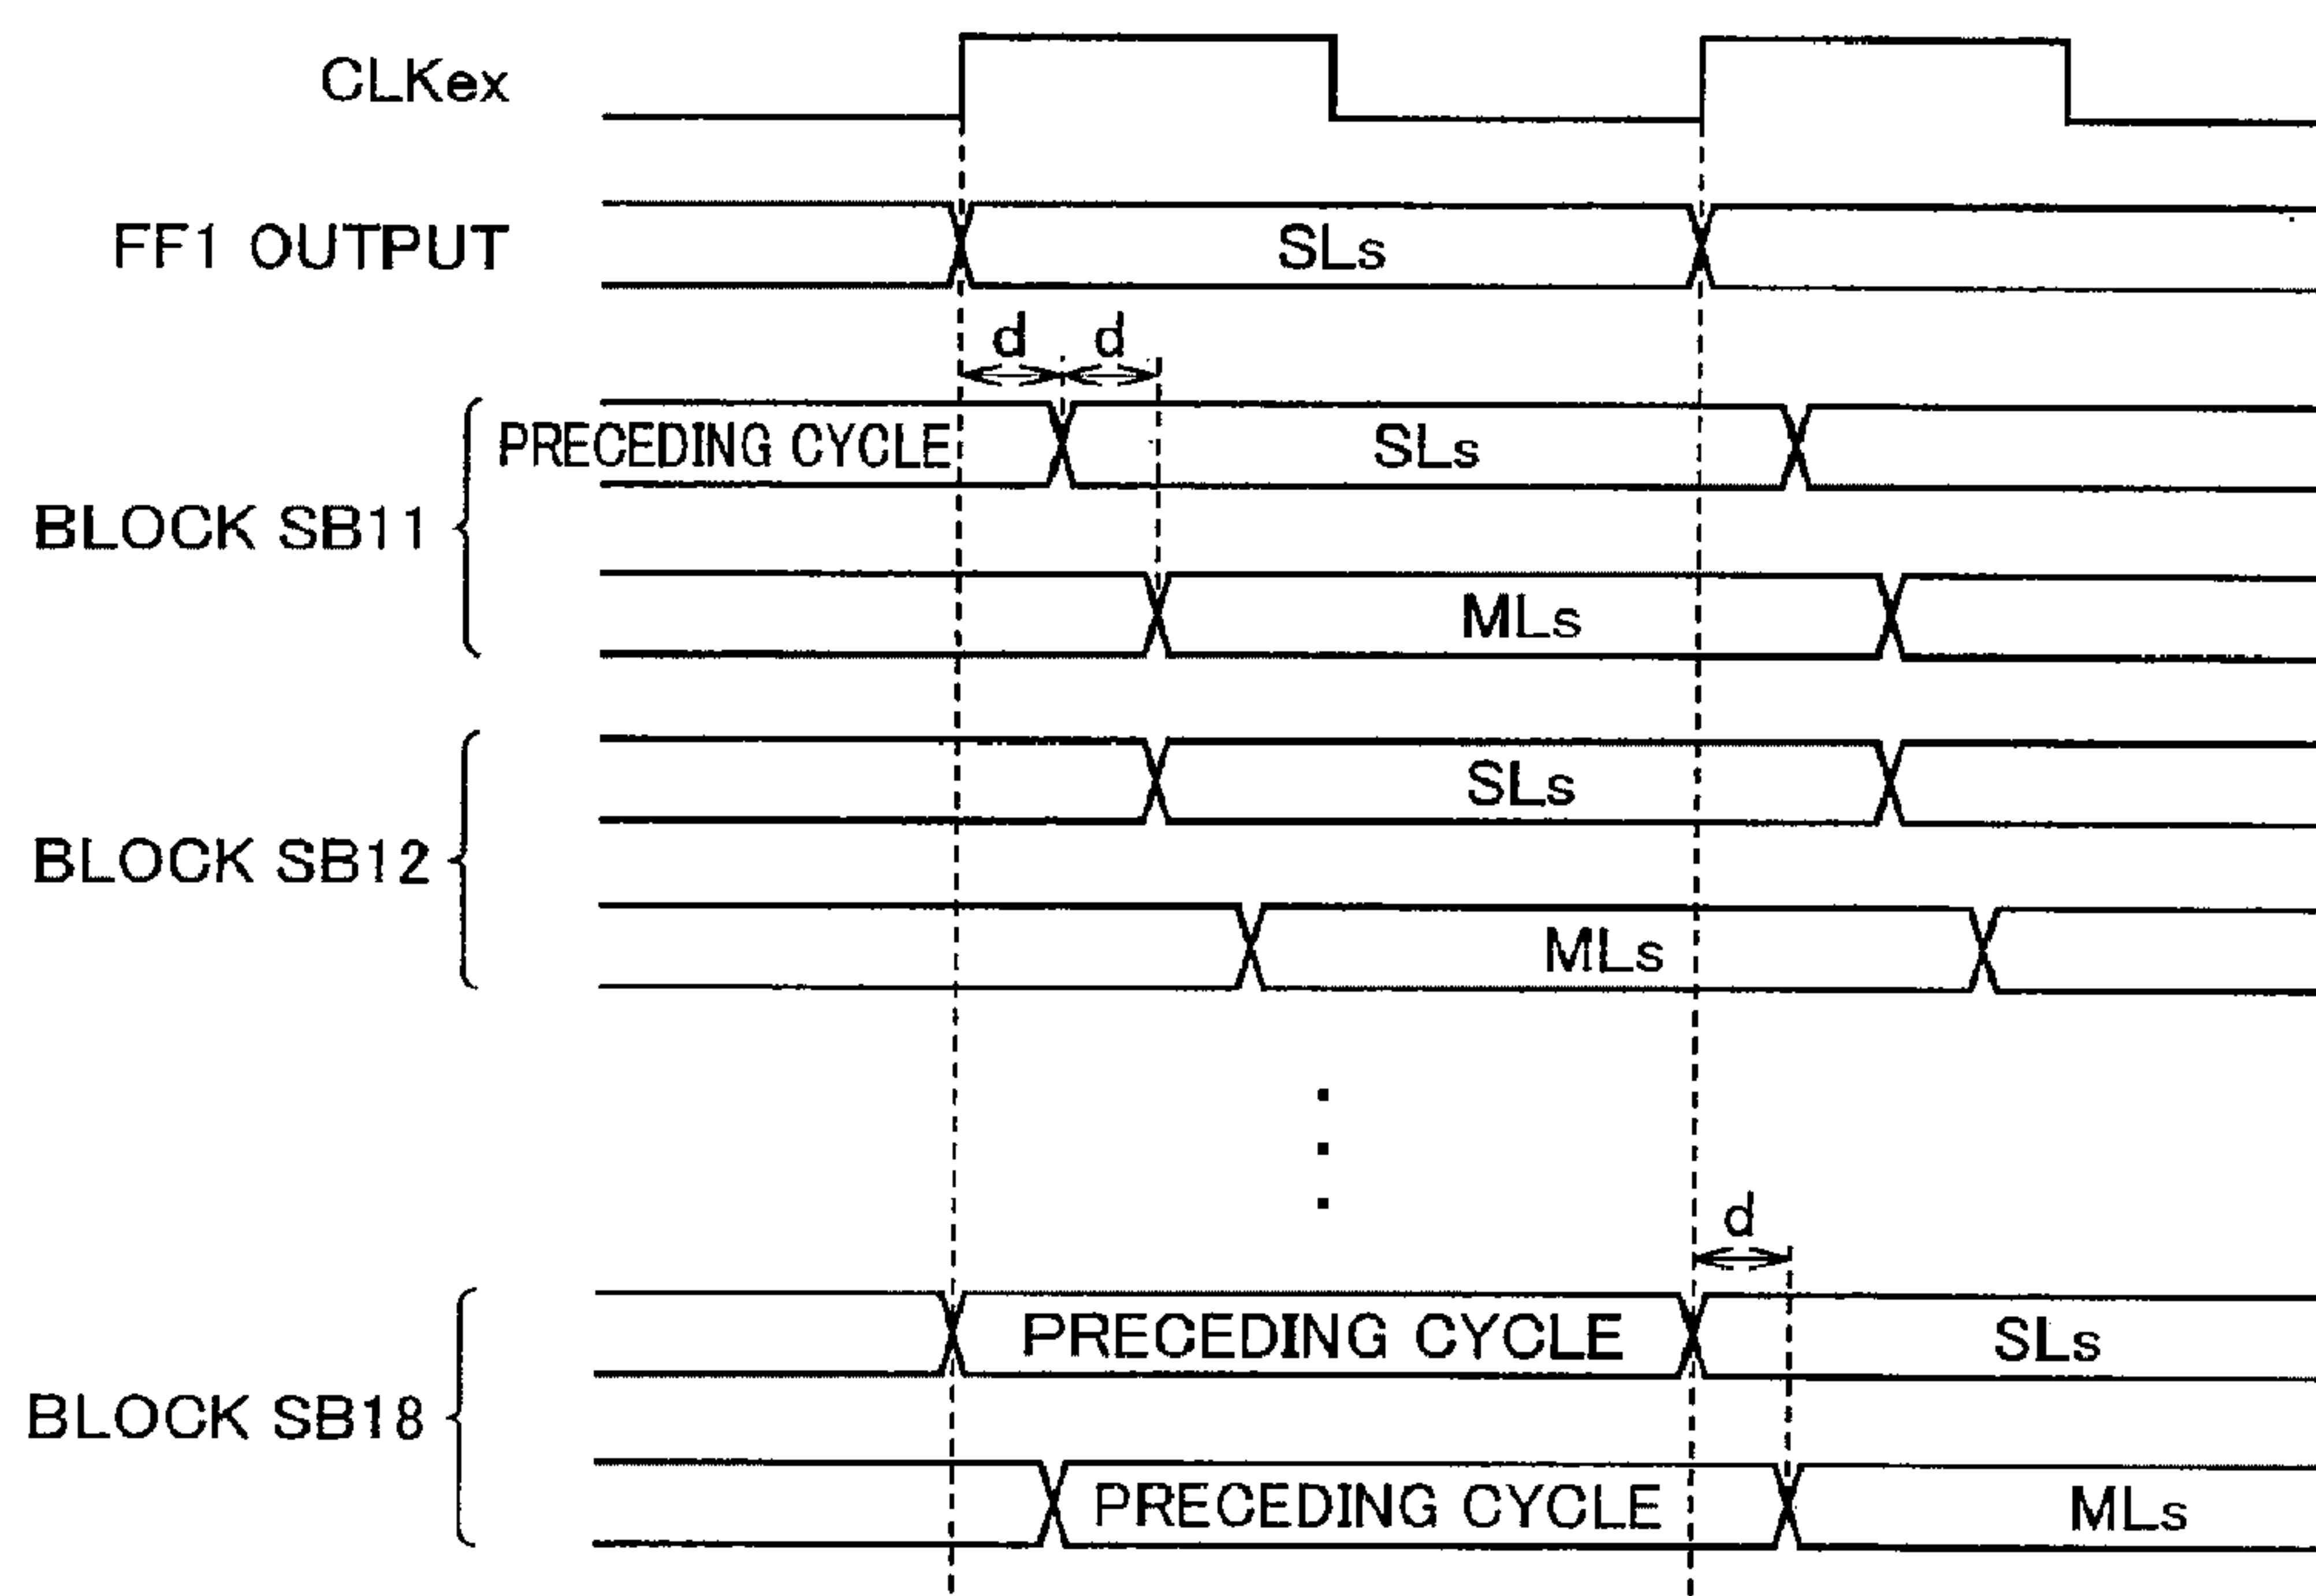 CLKex
FF1 OUTPUT
SLs
d d
BLOCK SB11
PRECEDING CYCLE
SLs
MLs
BLOCK SB12
SLs
MLs
d
BLOCK SB18
PRECEDING CYCLE
SLs
PRECEDING CYCLE
MLs